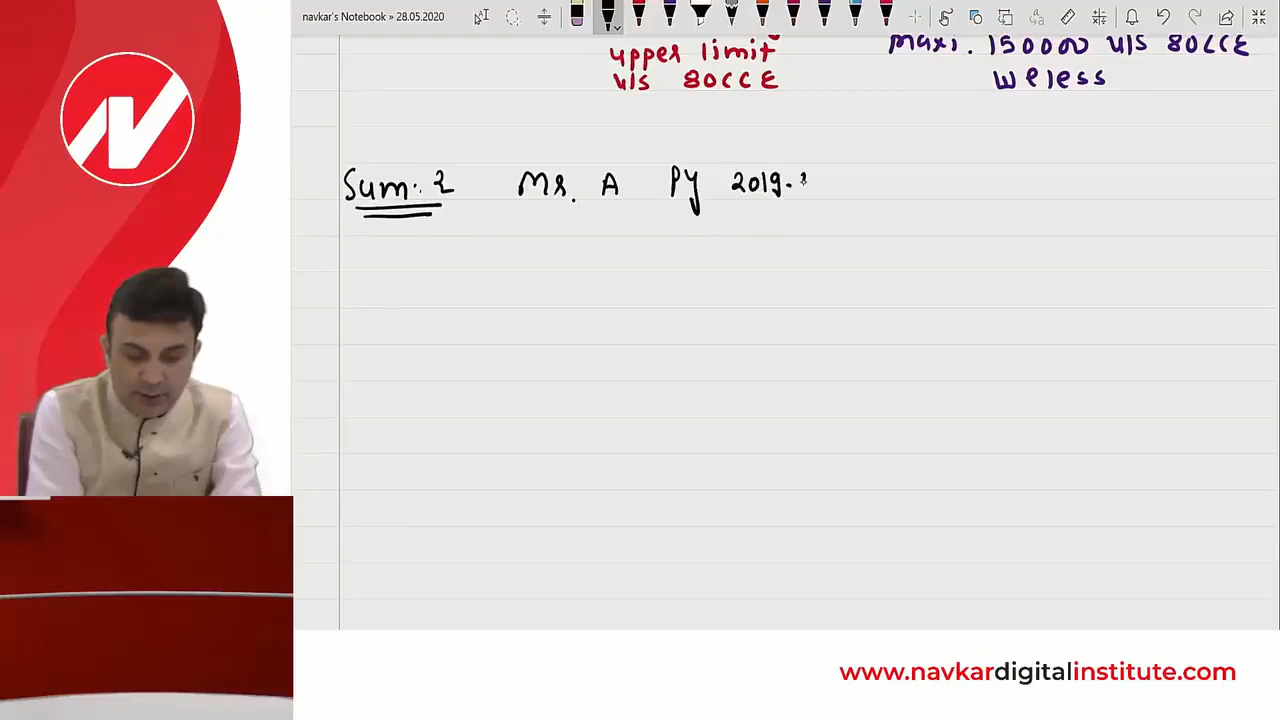 navkar's Notebook » 28.05.2020
upper limit
u/s 80CCE
maxi. 150000 u/s 80CCE
w e less
Sum:- 2 Mr. A PY 2019-
N
www.navkardigitalinstitute.com